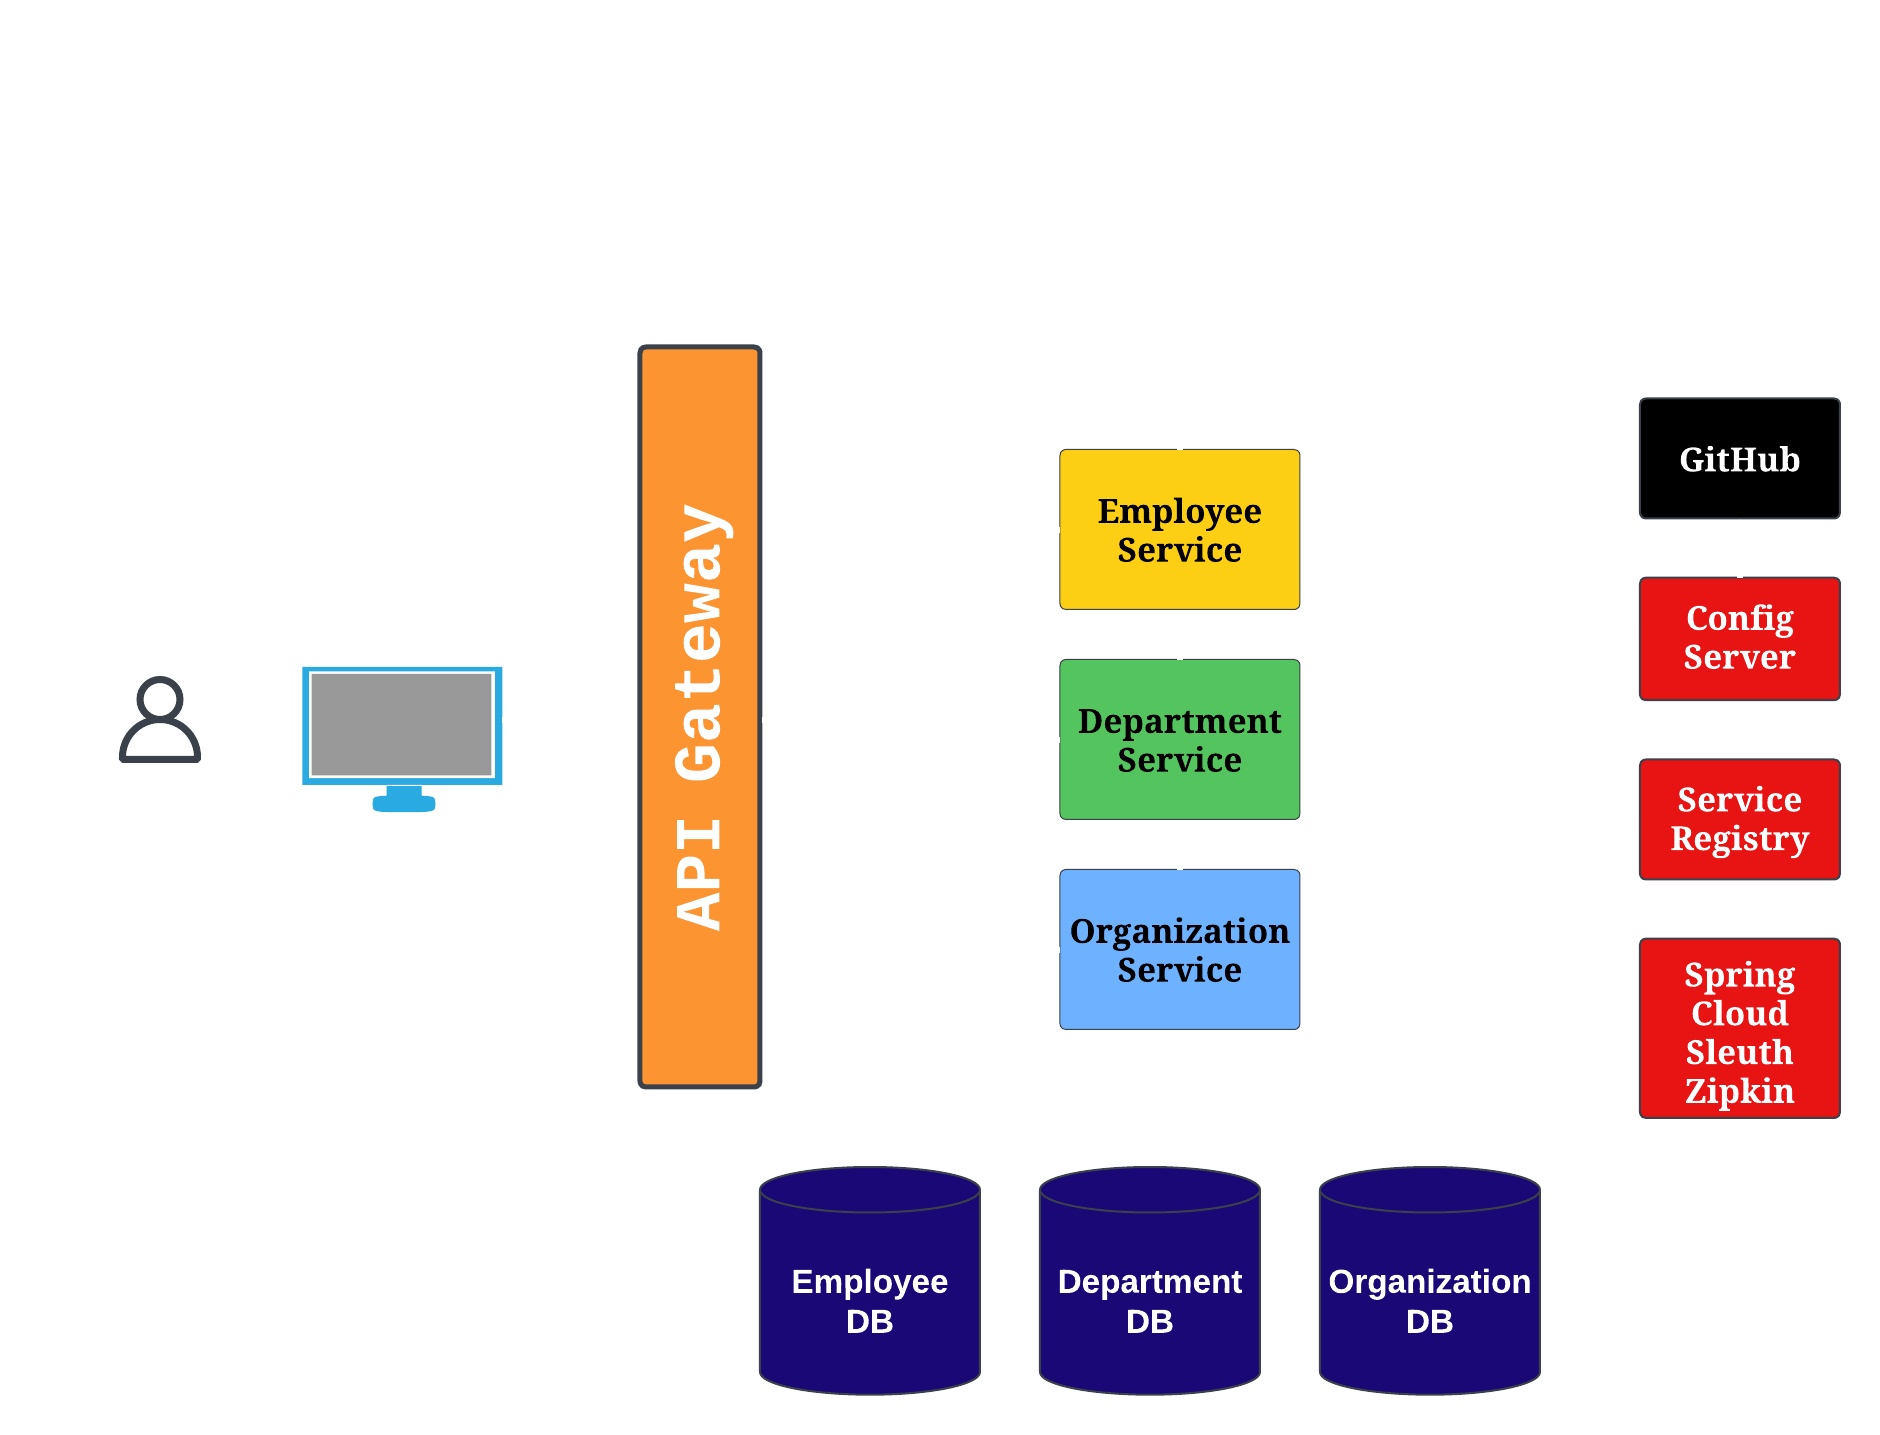 API Gateway
Employee
Service
Department
Service
Organization
Service
GitHub
Config
Server
Service
Registry
Spring
Cloud
Sleuth
Zipkin
Employee
DB
Department
DB
Organization
DB